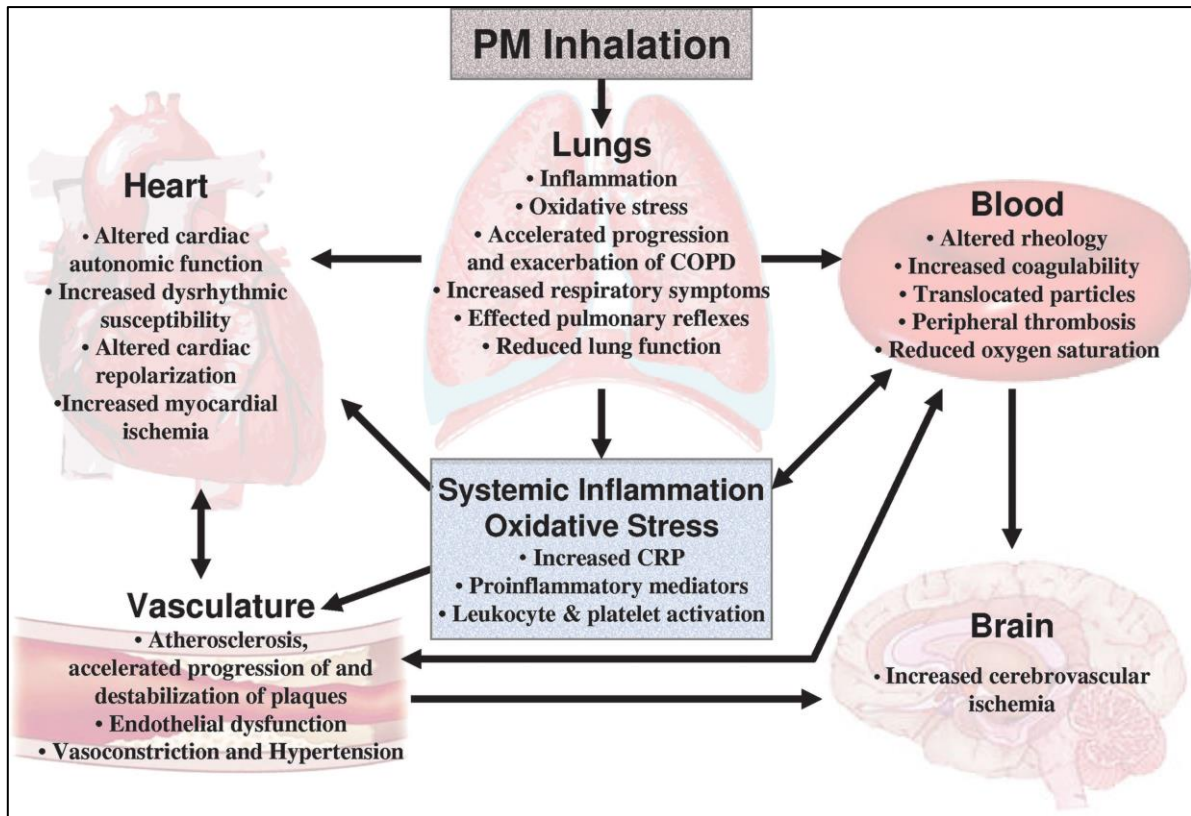 PM Inhalation
Lungs
• Inflammation
• Oxidative stress
• Accelerated progression
and exacerbation of COPD
• Increased respiratory symptoms
• Effected pulmonary reflexes
• Reduced lung function
Heart
• Altered cardiac
autonomic function
• Increased dysrhythmic
susceptibility
• Altered cardiac
repolarization
•Increased myocardial
ischemia
Blood
• Altered rheology
• Increased coagulability
• Translocated particles
• Peripheral thrombosis
• Reduced oxygen saturation
Systemic Inflammation
Oxidative Stress
• Increased CRP
• Proinflammatory mediators
• Leukocyte & platelet activation
Vasculature
• Atherosclerosis,
accelerated progression of and
destabilization of plaques
• Endothelial dysfunction
• Vasoconstriction and Hypertension
Brain
• Increased cerebrovascular
ischemia